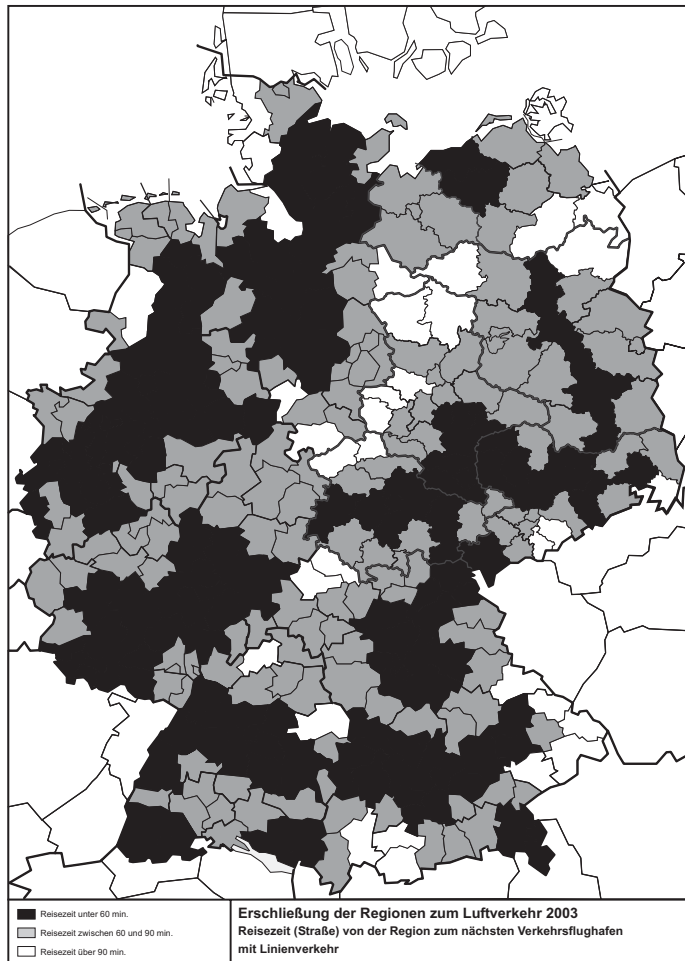 Reisezeit unter 60 min.
Reisezeit zwischen 60 und 90 min.
Reisezeit über 90 min.
Erschließung der Regionen zum Luftverkehr 2003
Reisezeit (Straße) von der Region zum nächsten Verkehrsflughafen
mit Linienverkehr